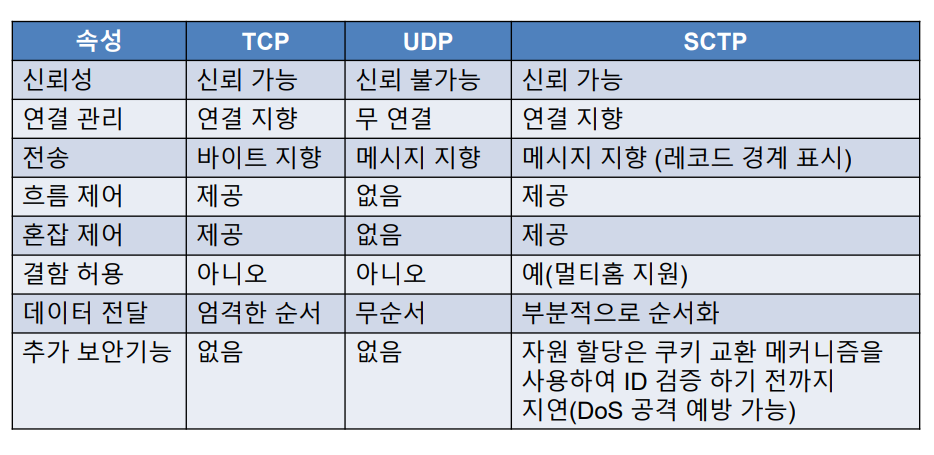 속성 TCP UDP SCTP
신뢰성 신뢰 가능 신뢰 불가능 신뢰 가능
연결 관리 연결 지향 무 연결 연결 지향
전송 바이트 지향 메시지 지향 메시지 지향 (레코드 경계 표시)
흐름 제어 제공 없음 제공
혼잡 제어 제공 없음 제공
결함 허용 아니오 아니오 예(멀티홈 지원)
데이터 전달 엄격한 순서 무순서 부분적으로 순서화
추가 보안기능 없음 없음 자원 할당은 쿠키 교환 메커니즘을
사용하여 ID 검증 하기 전까지
지연(DoS 공격 예방 가능)